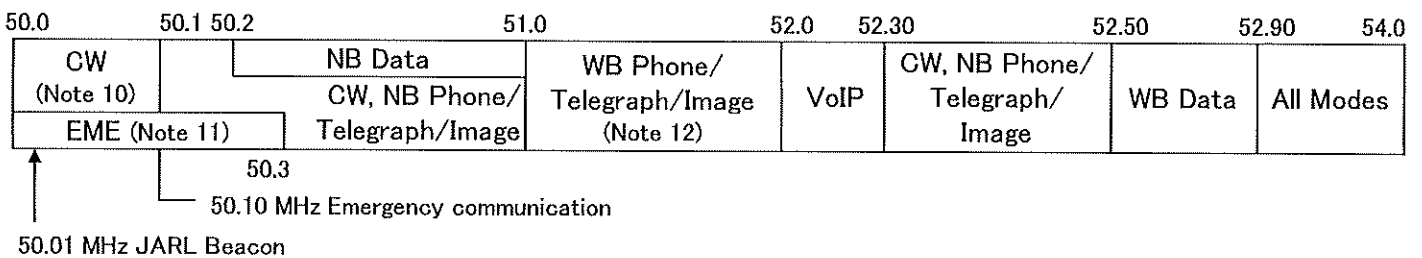 50.0 50.1 50.2 51.0 52.0 52.30 52.50 52.90 54.0
CW
(Note 10)
EME (Note 11)
NB Data
CW, NB Phone/
Telegraph/Image
WB Phone/
Telegraph/Image
(Note 12)
VoIP
CW, NB Phone/
Telegraph/
Image
WB Data
All Modes
50.3
50.10 MHz Emergency communication
50.01 MHz JARL Beacon